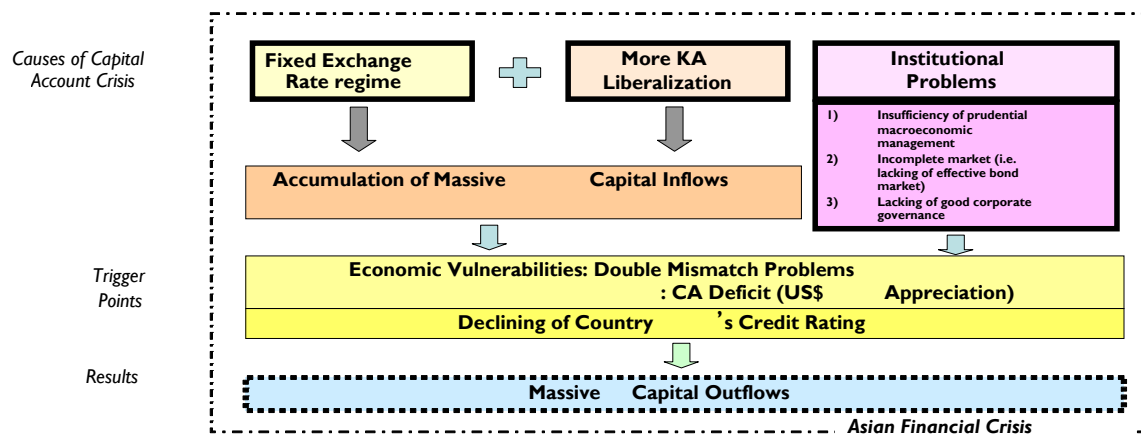 Causes of Capital
Account Crisis
Fixed Exchange
Rate regime
More KA
Liberalization
Institutional
Problems
1) Insufficiency of prudential
macroeconomic
management
2) Incomplete market (i.e.
lacking of effective bond
market)
3) Lacking of good corporate
governance
Accumulation of Massive Capital Inflows
Trigger
Points
Economic Vulnerabilities: Double Mismatch Problems
: CA Deficit (US$ Appreciation)
Declining of Country ’s Credit Rating
Results
Massive Capital Outflows
Asian Financial Crisis